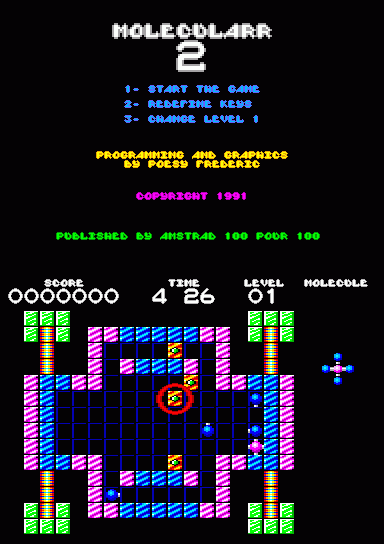 MOLECULARR
2
1- START THE GAME
2- REDEFINE KEYS
3- CHANGE LEVEL 1
PROGRAMMING AND GRAPHICS
BY POESY FREDERIC
COPYRIGHT 1991
PUBLISHED BY AMSTRAD 100 POUR 100
SCORE TIME LEVEL MOLECULE
0000000 4 26 01